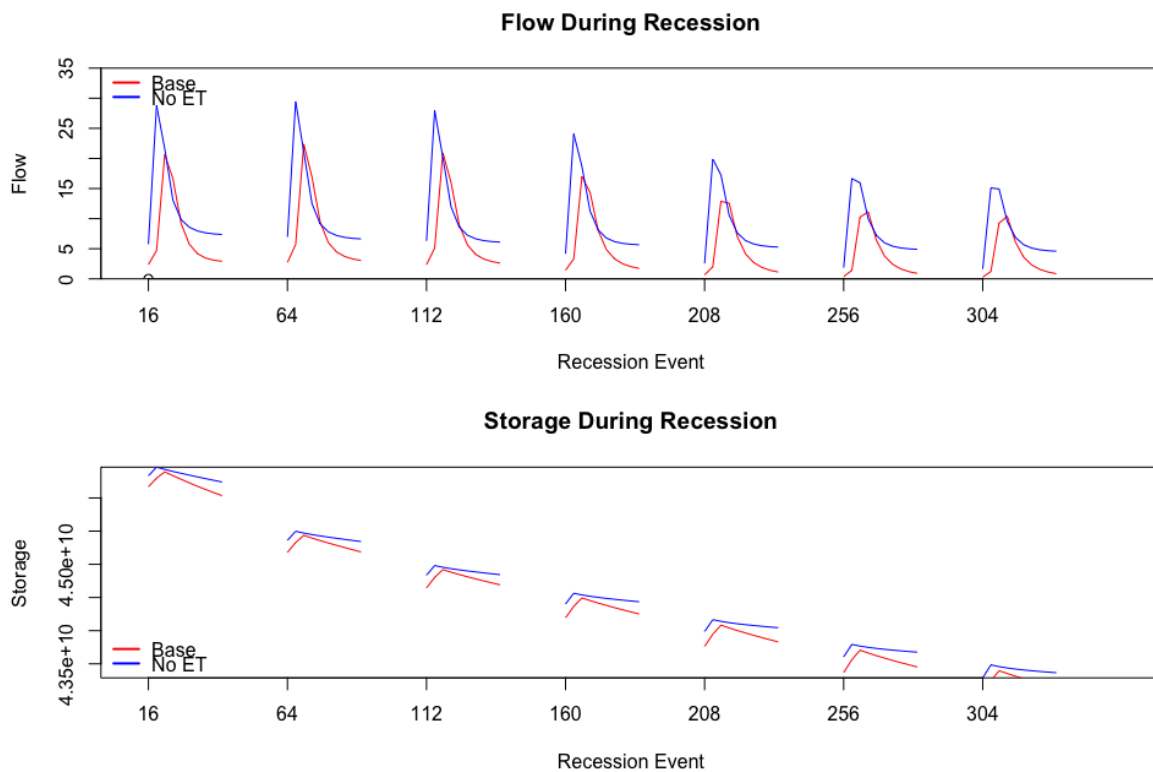 Flow During Recession
Flow
0
5
15
25
35
Base
No ET
16 64 112 160 208 256 304
Recession Event
Storage During Recession
Storage
4.35e+10
4.50e+10
Base
No ET
16 64 112 160 208 256 304
Recession Event